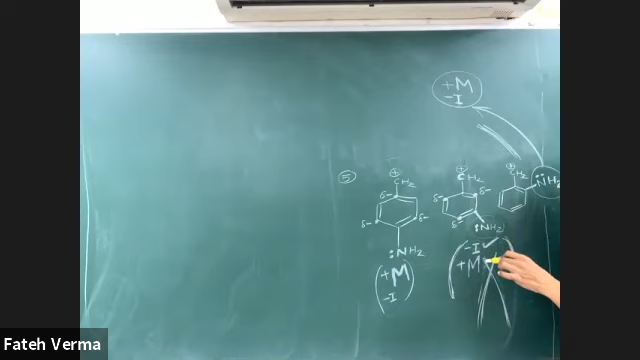 +M
-I
⊕
CH2
δ-
δ-
δ-
:NH2
(+M
-I)
⊕
CH2
δ-
δ-
δ-
:NH2
(-I ✓
+M
⊕
CH2
NH2
Fateh Verma